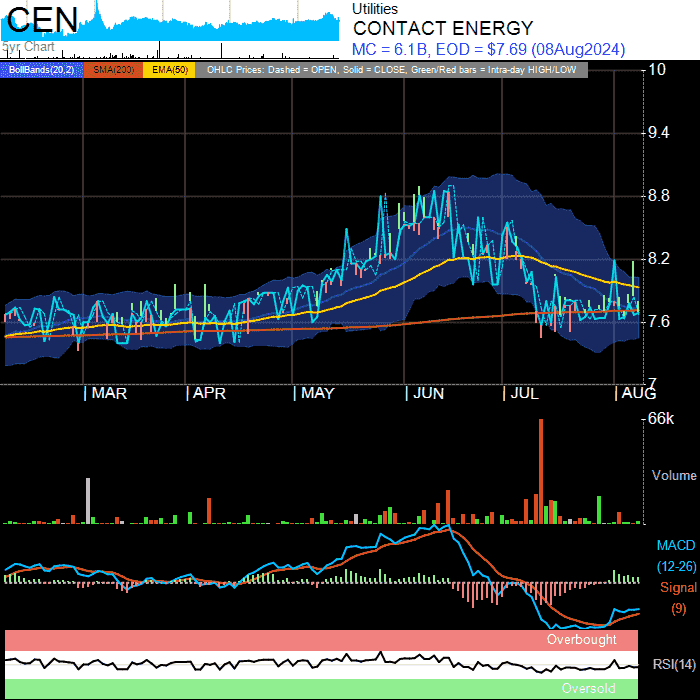 CEN
5yr Chart
Utilities
CONTACT ENERGY
MC = 6.1B, EOD = $7.69 (08Aug2024)
BollBands(20,2) SMA(200) EMA(50) OHLC Prices: Dashed = OPEN, Solid = CLOSE, Green/Red bars = Intra-day HIGH/LOW
10
9.4
8.8
8.2
7.6
7
| MAR | APR | MAY | JUN | JUL | AUG
66k
Volume
MACD
(12-26)
Signal
(9)
Overbought
RSI(14)
Oversold